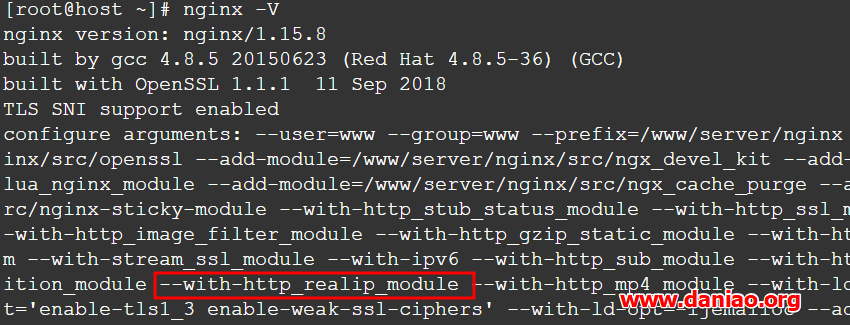 [root@host ~]# nginx -V
nginx version: nginx/1.15.8
built by gcc 4.8.5 20150623 (Red Hat 4.8.5-36) (GCC)
built with OpenSSL 1.1.1  11 Sep 2018
TLS SNI support enabled
configure arguments: --user=www --group=www --prefix=/www/server/nginx
inx/src/openssl --add-module=/www/server/nginx/src/ngx_devel_kit --add-
lua_nginx_module --add-module=/www/server/nginx/src/ngx_cache_purge --a
rc/nginx-sticky-module --with-http_stub_status_module --with-http_ssl_m
-with-http_image_filter_module --with-http_gzip_static_module --with-ht
m --with-stream_ssl_module --with-ipv6 --with-http_sub_module --with-ht
ition_module --with-http_realip_module --with-http_mp4_module --with-ld
t='enable-tls1_3 enable-weak-ssl-ciphers' --with-ld-opt=-ljemalloc --ad
www.daniao.org